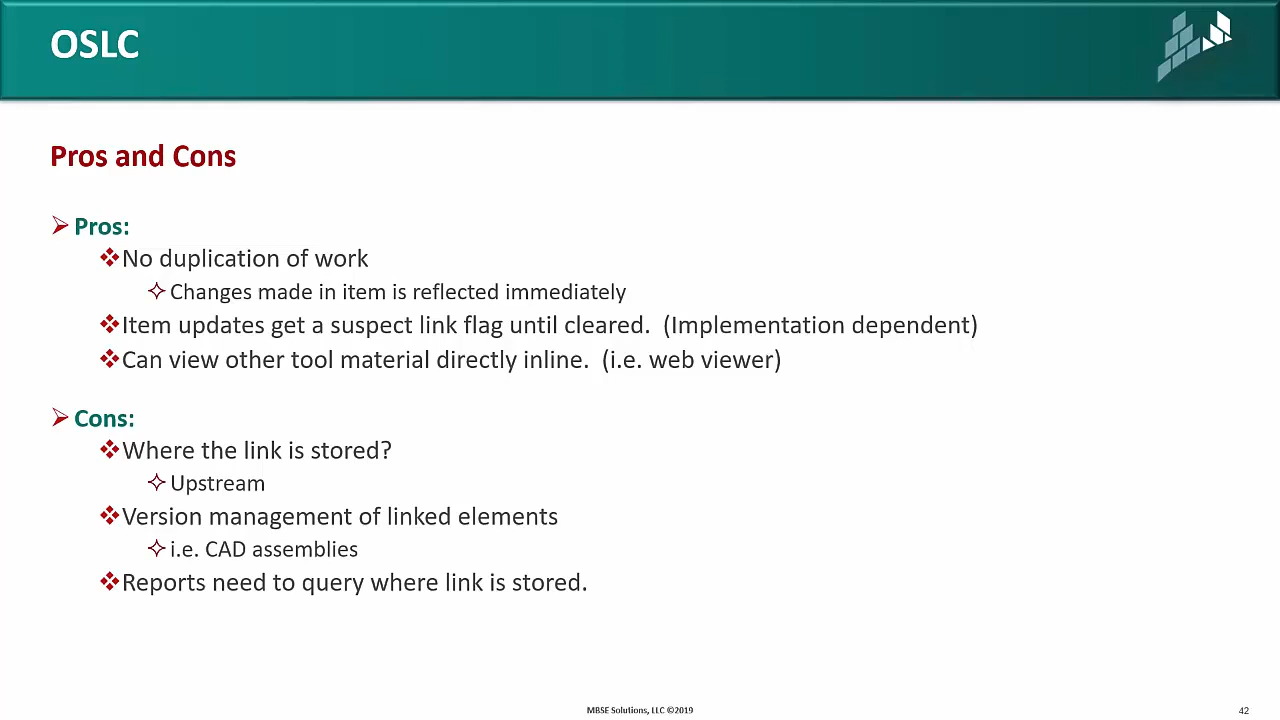 OSLC
Pros and Cons
Pros:
No duplication of work
Changes made in item is reflected immediately
Item updates get a suspect link flag until cleared.  (Implementation dependent)
Can view other tool material directly inline.  (i.e. web viewer)
Cons:
Where the link is stored?
Upstream
Version management of linked elements
i.e. CAD assemblies
Reports need to query where link is stored.
MBSE Solutions, LLC ©2019
42